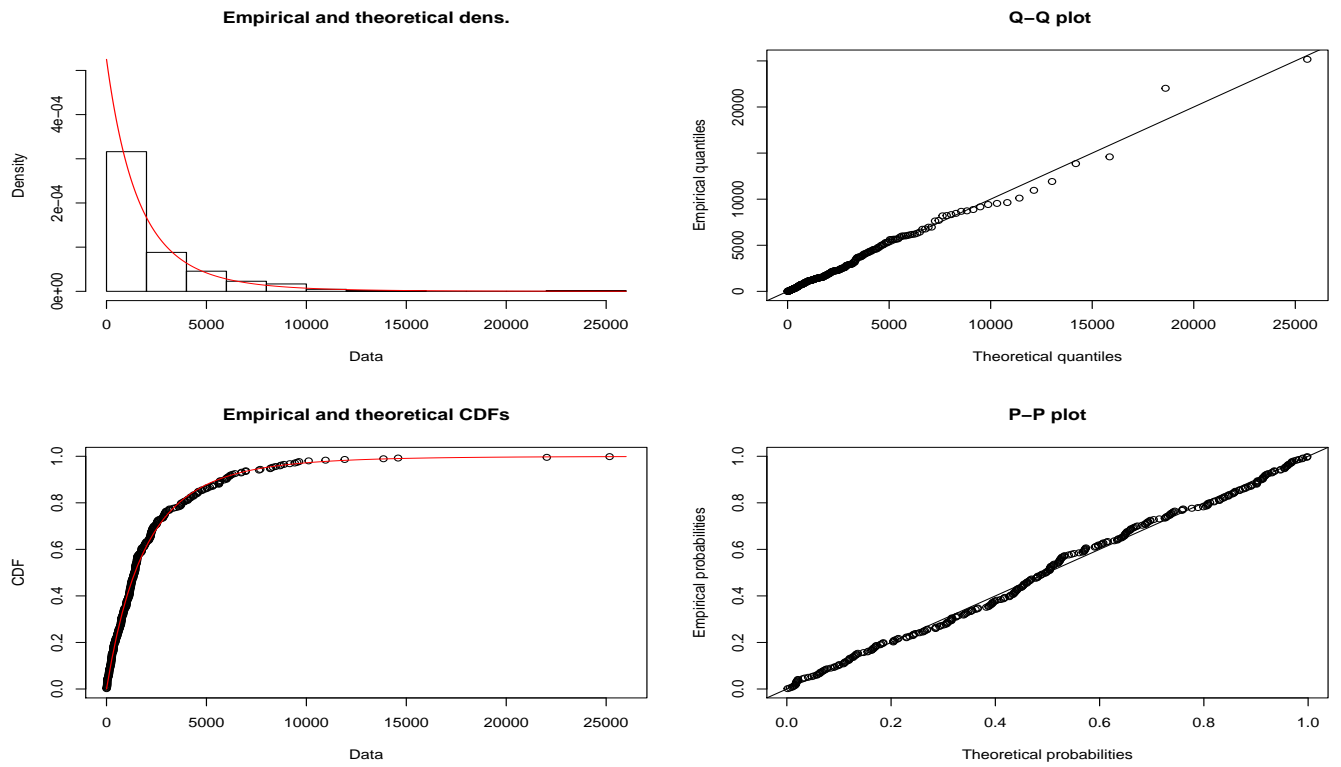 Empirical and theoretical dens.
Density
0e+00 2e-04 4e-04
0 5000 10000 15000 20000 25000
Data
Q−Q plot
Empirical quantiles
0 5000 10000 20000
0 5000 10000 15000 20000 25000
Theoretical quantiles
Empirical and theoretical CDFs
CDF
0.0 0.2 0.4 0.6 0.8 1.0
0 5000 10000 15000 20000 25000
Data
P−P plot
Empirical probabilities
0.0 0.2 0.4 0.6 0.8 1.0
0.0 0.2 0.4 0.6 0.8 1.0
Theoretical probabilities